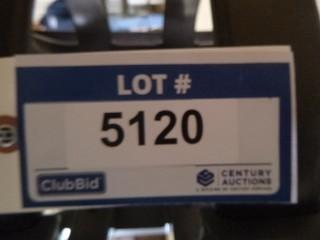 LOT #
5120
ClubBid
CENTURY
AUCTIONS